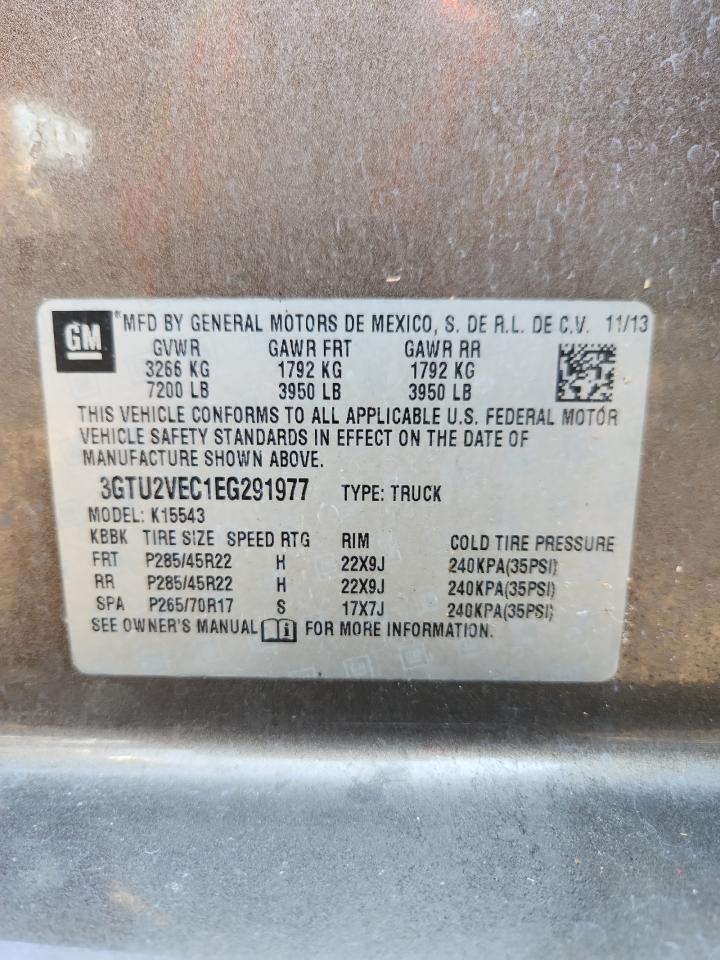 GM ® MFD BY GENERAL MOTORS DE MEXICO, S. DE R.L. DE C.V. 11/13
GVWR GAWR FRT GAWR RR
3266 KG 1792 KG 1792 KG
7200 LB 3950 LB 3950 LB
THIS VEHICLE CONFORMS TO ALL APPLICABLE U.S. FEDERAL MOTOR
VEHICLE SAFETY STANDARDS IN EFFECT ON THE DATE OF
MANUFACTURE SHOWN ABOVE.
3GTU2VEC1EG291977 TYPE: TRUCK
MODEL: K15543
KBBK TIRE SIZE SPEED RTG RIM COLD TIRE PRESSURE
FRT P285/45R22 H 22X9J 240KPA(35PSI)
RR P285/45R22 H 22X9J 240KPA(35PSI)
SPA P265/70R17 S 17X7J 240KPA(35PSI)
SEE OWNER'S MANUAL i FOR MORE INFORMATION.